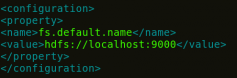 <configuration>
<property>
<name>fs.default.name</name>
<value>hdfs://localhost:9000</value>
</property>
</configuration>